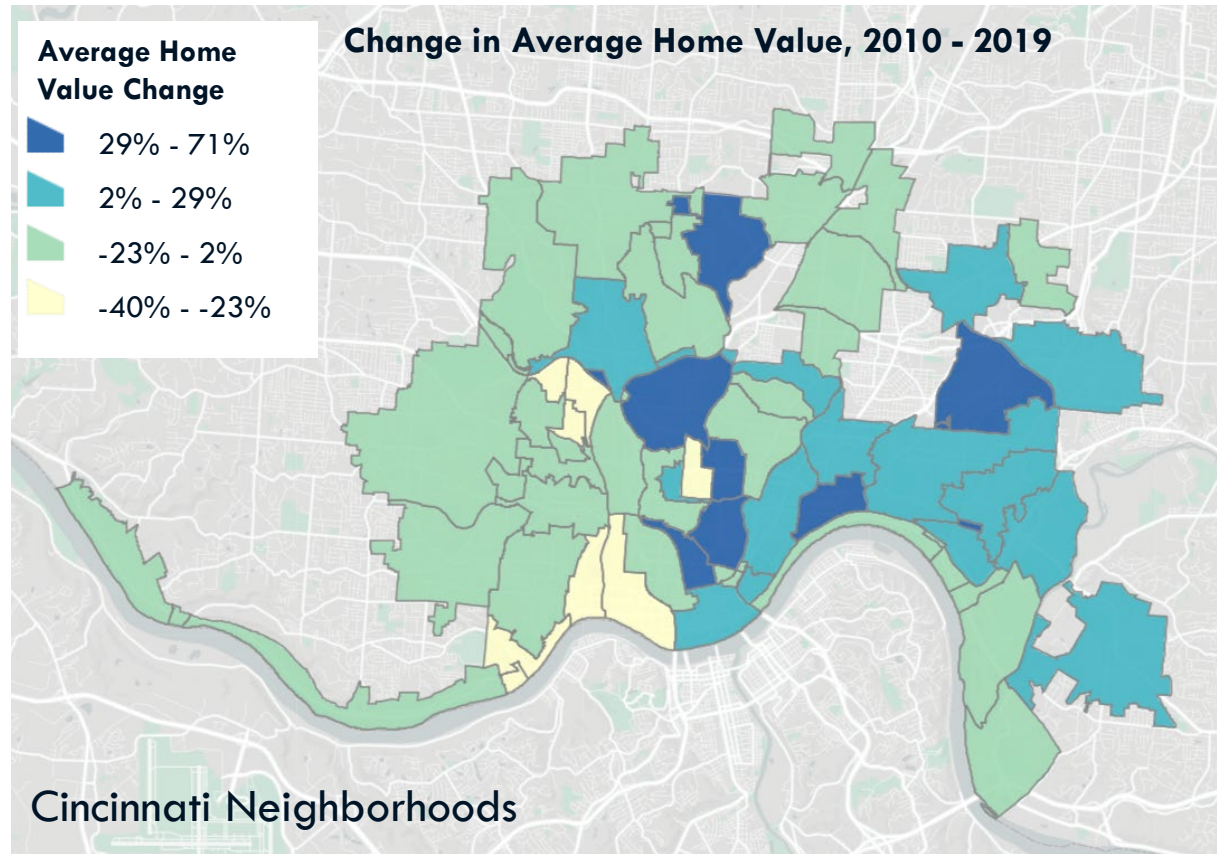 Change in Average Home Value, 2010 - 2019
Average Home
Value Change
29% - 71%
2% - 29%
-23% - 2%
-40% - -23%
Cincinnati Neighborhoods